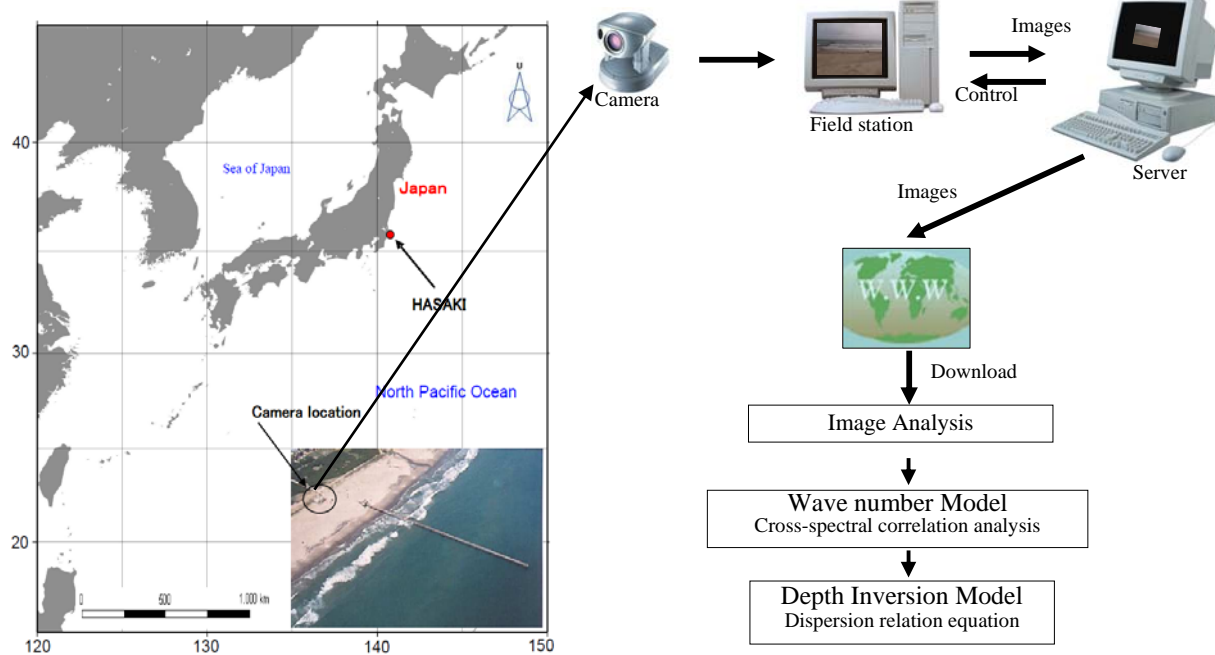 40
30
20
120
130
140
150
Sea of Japan
Japan
HASAKI
North Pacific Ocean
Camera location
0
500
1,000 km
Camera
Field station
Images
Control
Server
Images
W.W.W
Download
Image Analysis
Wave number Model
Cross-spectral correlation analysis
Depth Inversion Model
Dispersion relation equation